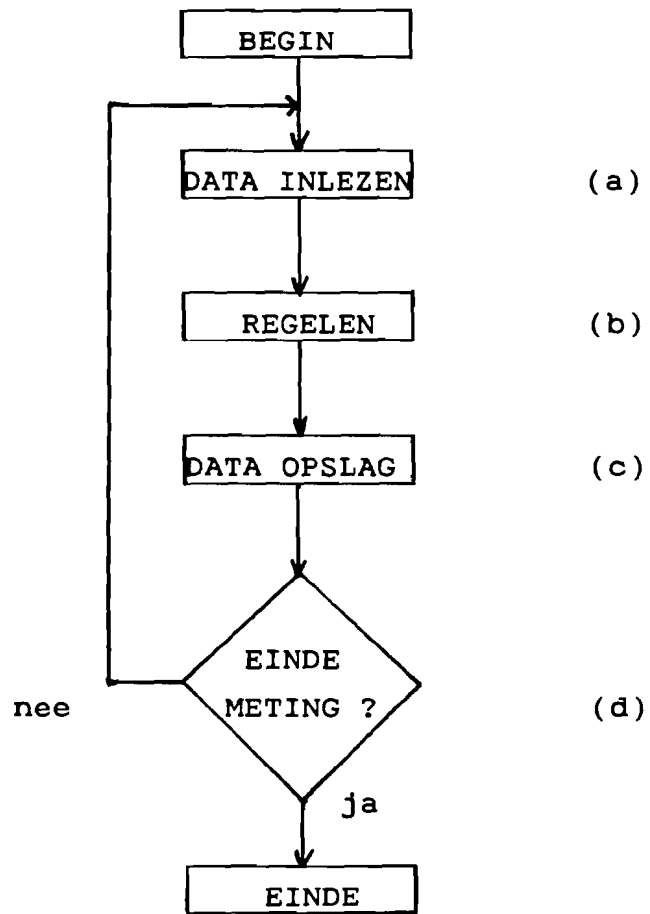 BEGIN
DATA INLEZEN (a)
REGELEN (b)
DATA OPSLAG (c)
EINDE
METING ?
nee (d)
ja
EINDE